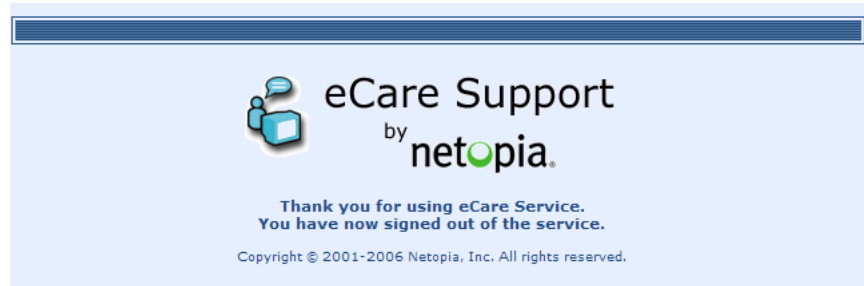 eCare Support
by
netopia®
Thank you for using eCare Service.
You have now signed out of the service.
Copyright © 2001-2006 Netopia, Inc. All rights reserved.